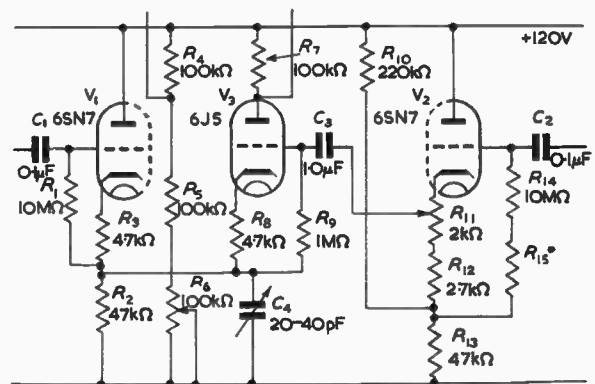 +120V
R4
100kΩ
R7
100kΩ
R10
220kΩ
V1
6SN7
V3
6J5
V2
6SN7
C1
0·1μF
C3
1·0μF
C2
0·1μF
R1
10MΩ
R3
47kΩ
R5
100kΩ
R8
47kΩ
R9
1MΩ
R11
2kΩ
R14
10MΩ
R12
2·7kΩ
R15*
R2
47kΩ
R6
100kΩ
C4
20-40pF
R13
47kΩ